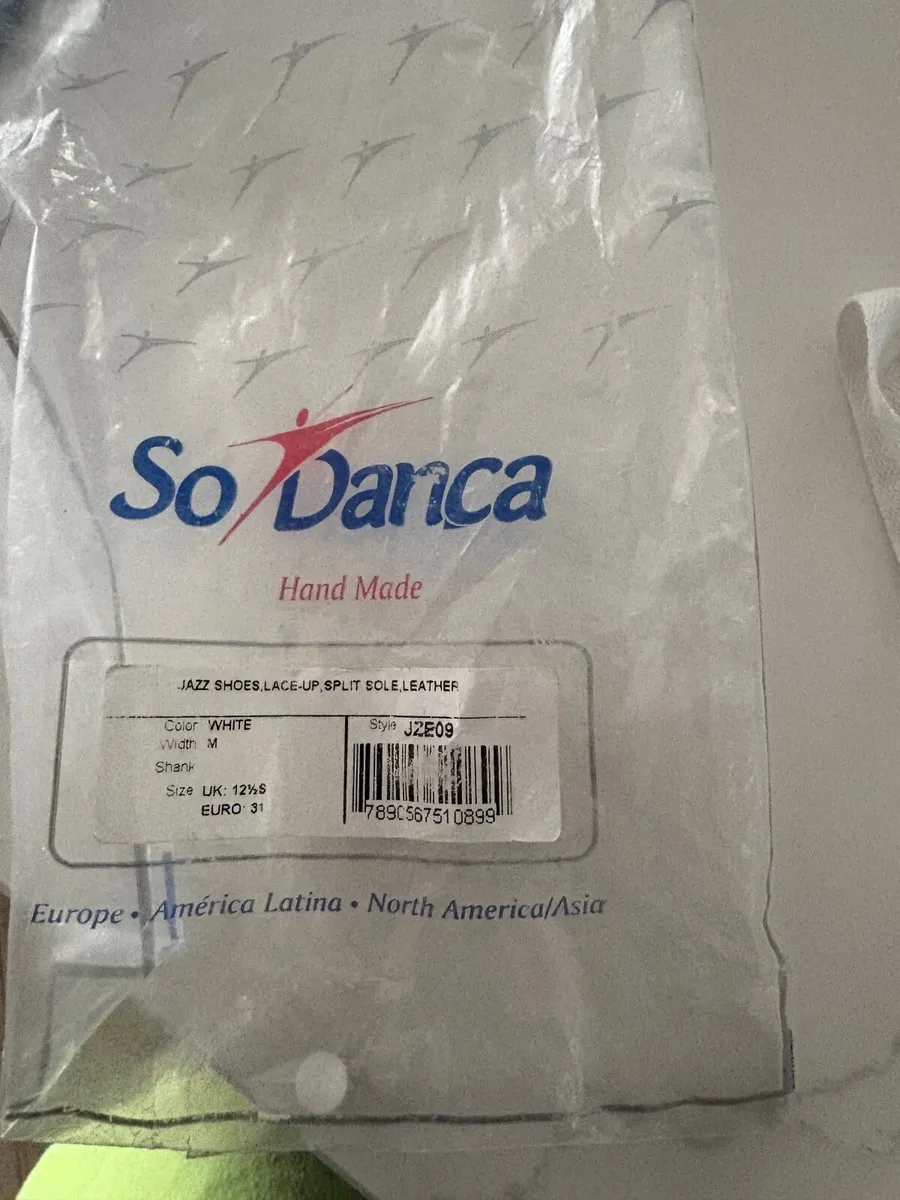 So Danca
Hand Made
JAZZ SHOES,LACE-UP,SPLIT SOLE,LEATHER
Color WHITE
Width M
Shank
Size UK: 12½S
EURO: 31
Style JZE09
7890567510899
Europe • América Latina • North America/Asia